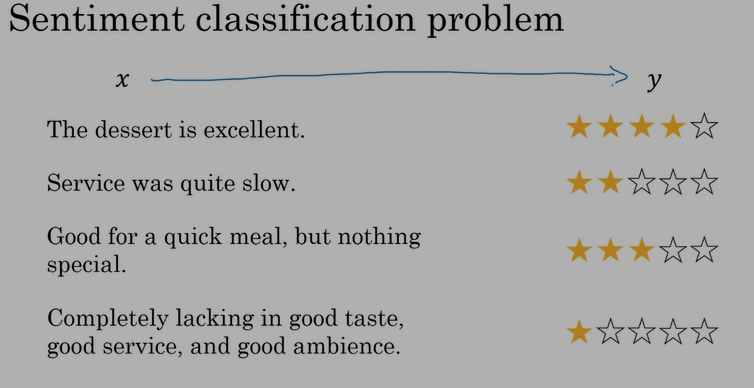 Sentiment classification problem
x y
The dessert is excellent.
Service was quite slow.
Good for a quick meal, but nothing
special.
Completely lacking in good taste,
good service, and good ambience.